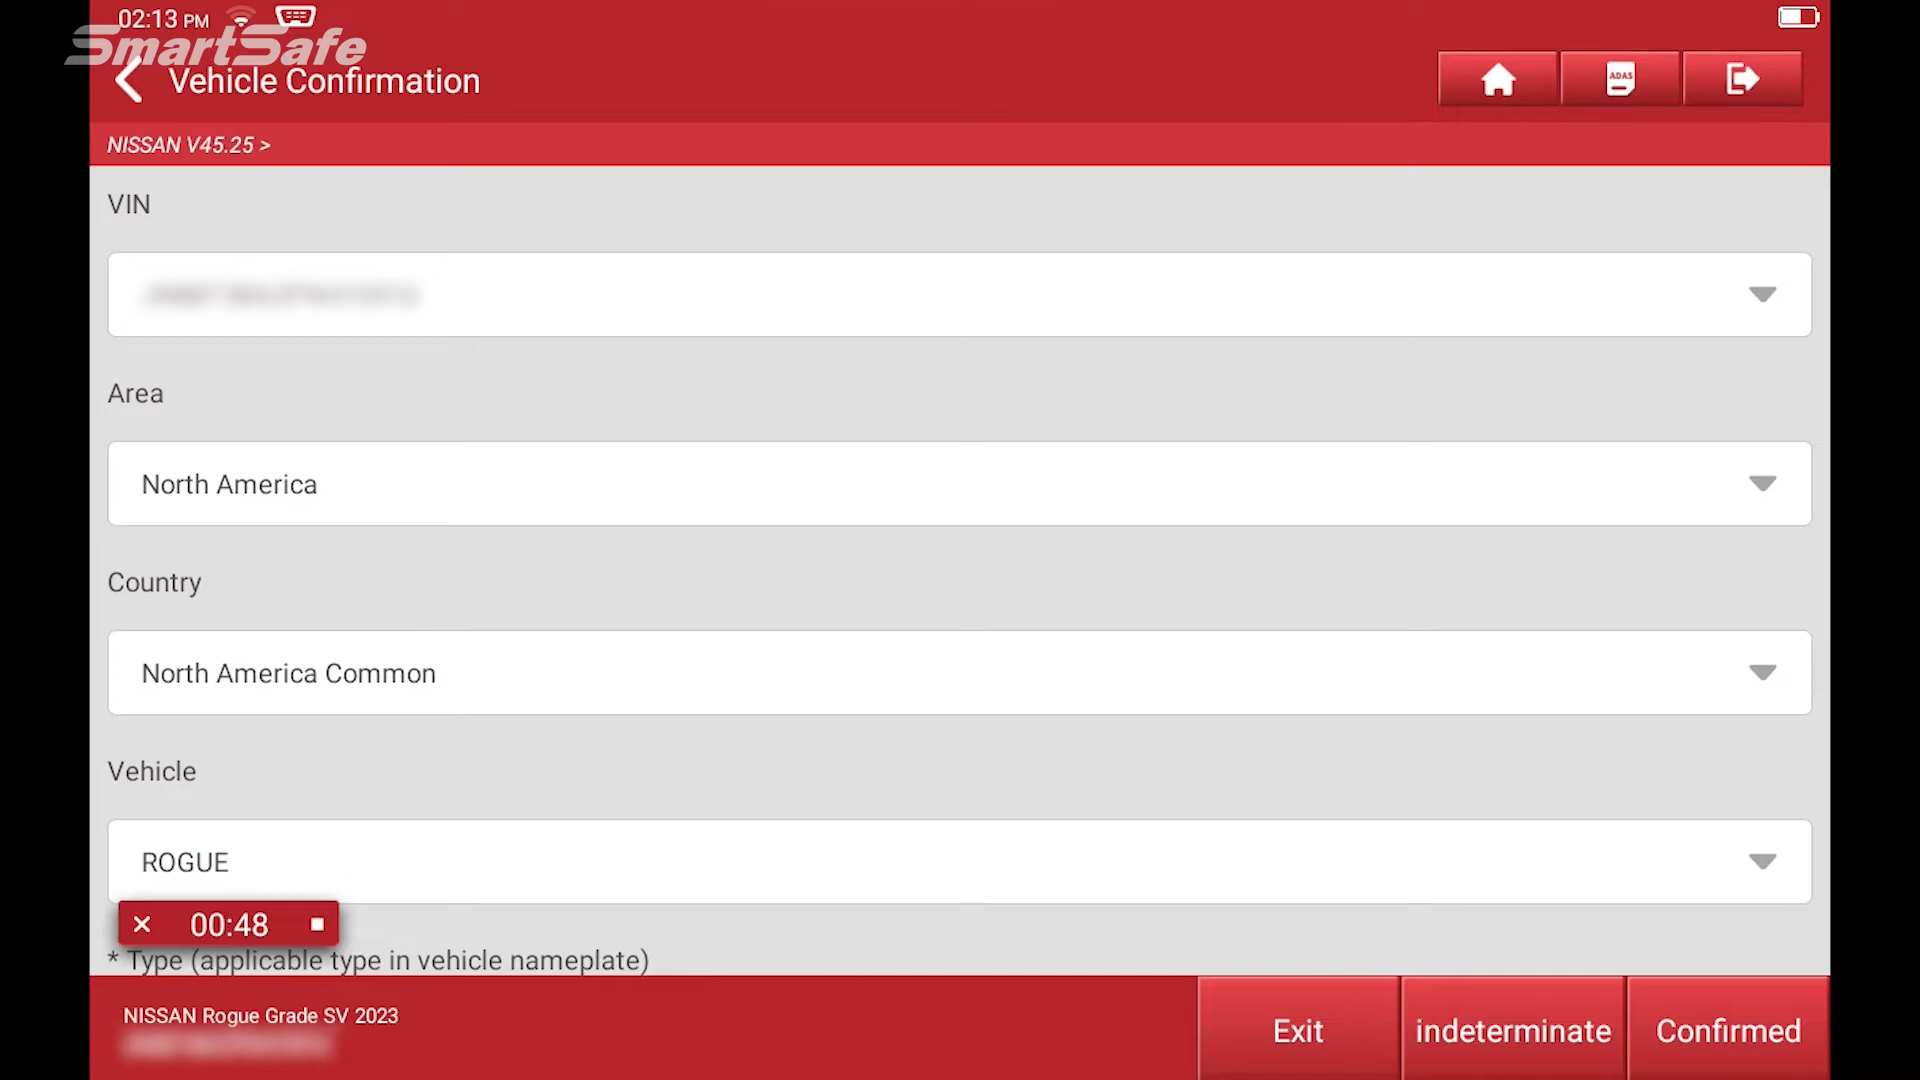 02:13 PM
SmartSafe
Vehicle Confirmation
ADAS
NISSAN V45.25 >
VIN
Area
North America
Country
North America Common
Vehicle
ROGUE
00:48
* Type (applicable type in vehicle nameplate)
NISSAN Rogue Grade SV 2023
Exit
indeterminate
Confirmed